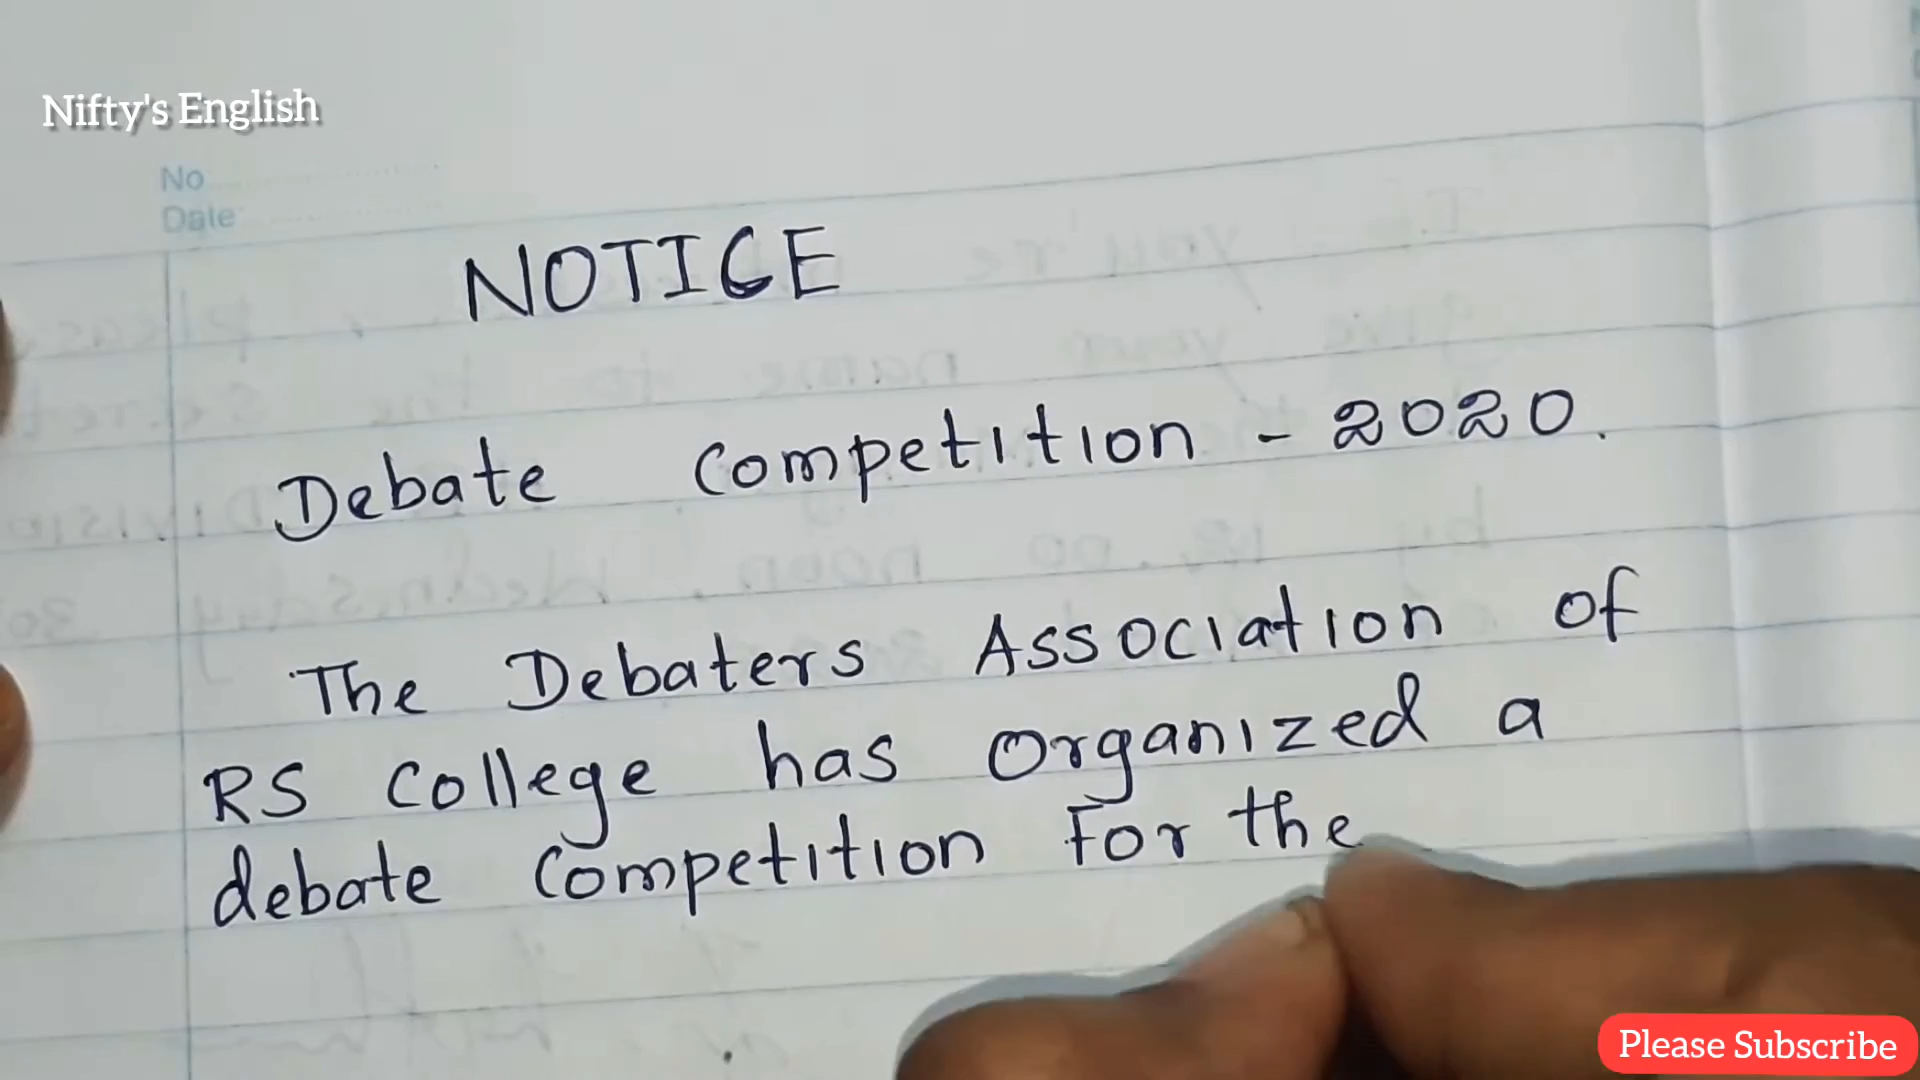 Nifty's English
No
Date
NOTICE
Debate Competition - 2020.
The Debaters Association of
RS College has Organized a
debate Competition For the
Please Subscribe